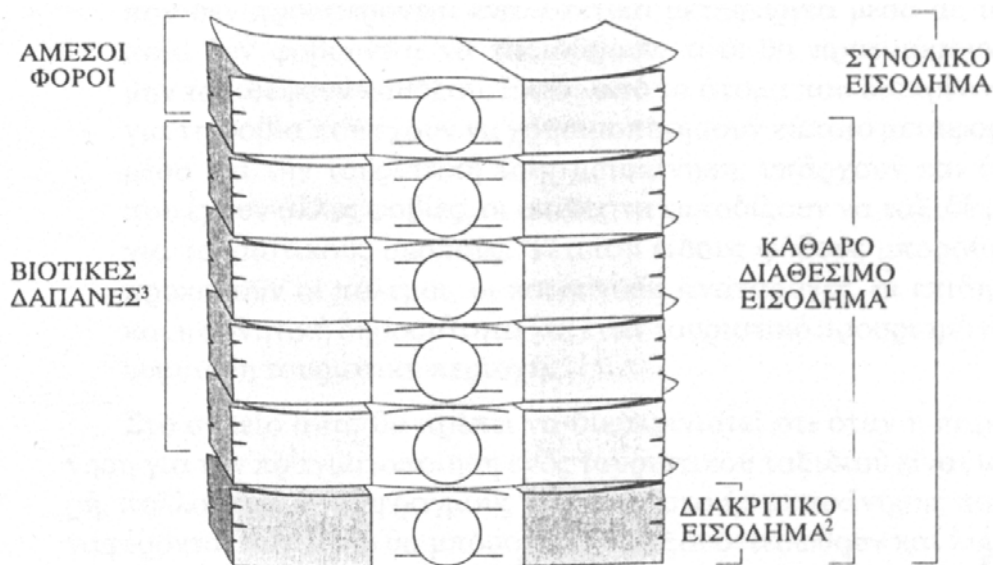 ΑΜΕΣΟΙ
ΦΟΡΟΙ
ΣΥΝΟΛΙΚΟ
ΕΙΣΟΔΗΜΑ
ΒΙΟΤΙΚΕΣ
ΔΑΠΑΝΕΣ³
ΚΑΘΑΡΟ
ΔΙΑΘΕΣΙΜΟ
ΕΙΣΟΔΗΜΑ¹
ΔΙΑΚΡΙΤΙΚΟ
ΕΙΣΟΔΗΜΑ²